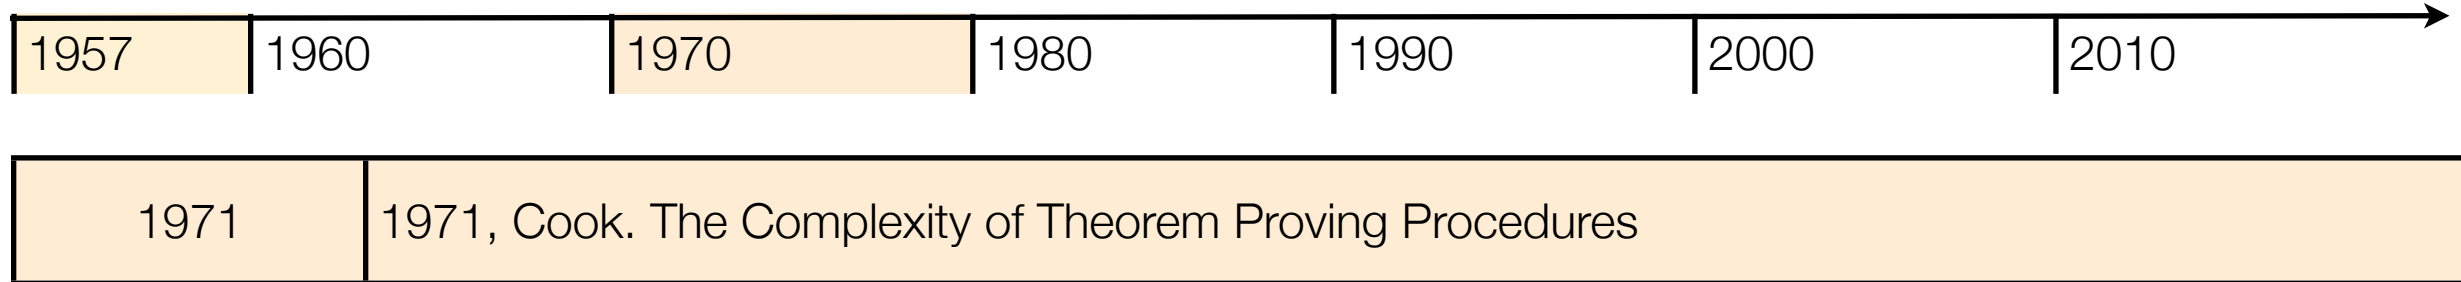 1957 1960 1970 1980 1990 2000 2010
1971 1971, Cook. The Complexity of Theorem Proving Procedures